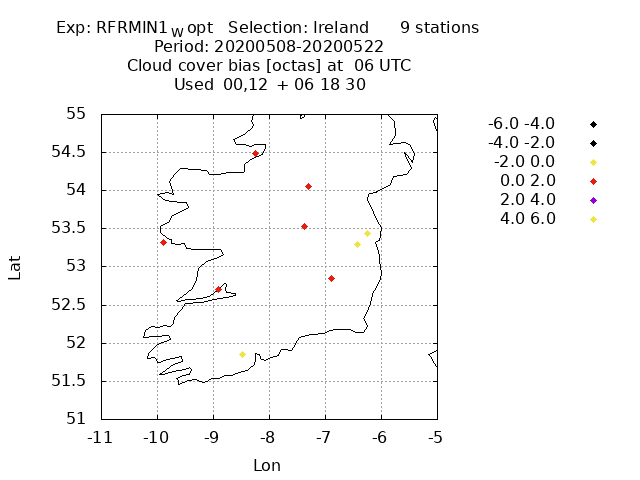 Exp: RFRMIN1_W opt   Selection: Ireland      9 stations
Period: 20200508-20200522
Cloud cover bias [octas] at  06 UTC
Used  00,12  + 06 18 30
-6.0 -4.0
-4.0 -2.0
-2.0 0.0
0.0 2.0
2.0 4.0
4.0 6.0
55
54.5
54
53.5
53
52.5
52
51.5
51
Lat
-11 -10 -9 -8 -7 -6 -5
Lon